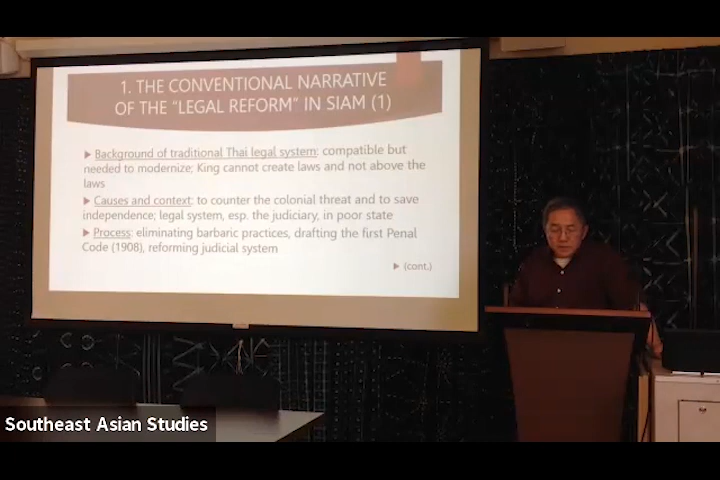 1. THE CONVENTIONAL NARRATIVE
OF THE “LEGAL REFORM” IN SIAM (1)
▶ Background of traditional Thai legal system: compatible but
needed to modernize; King cannot create laws and not above the
laws
▶ Causes and context: to counter the colonial threat and to save
independence; legal system, esp. the judiciary, in poor state
▶ Process: eliminating barbaric practices, drafting the first Penal
Code (1908), reforming judicial system
▶ (cont.)
Southeast Asian Studies